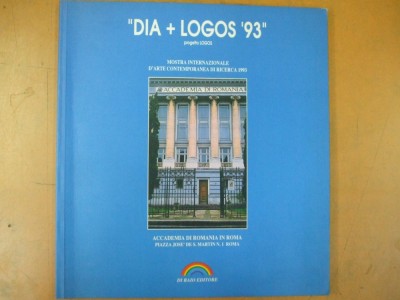 "DIA + LOGOS '93"
progetto LOGOS
MOSTRA INTERNAZIONALE
D'ARTE CONTEMPORANEA DI RICERCA 1993
ACCADEMIA DI ROMANIA
ACCADEMIA DI ROMANIA IN ROMA
PIAZZA JOSE' DE S. MARTIN N. 1 ROMA
DI BAIO EDITORE